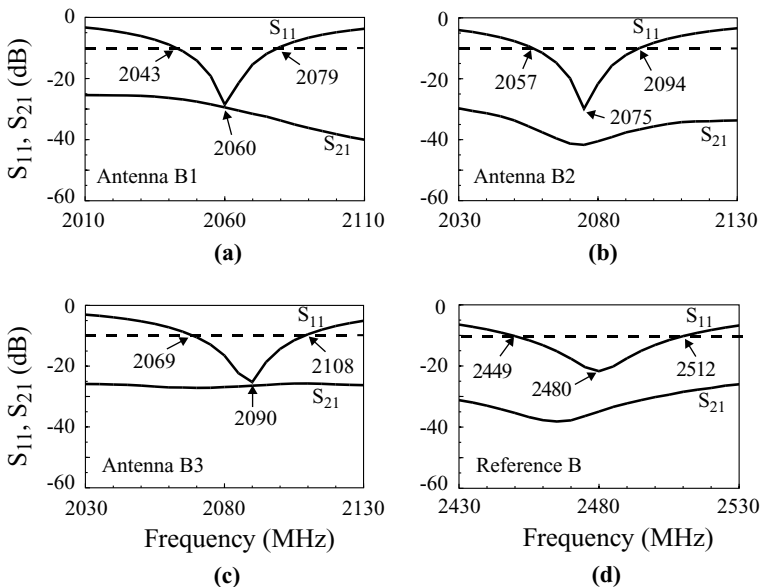 S11, S21 (dB)
0
-20
-40
-60
S11
2043
2079
2060
S21
Antenna B1
2010
2060
2110
(a)
0
-20
-40
-60
S11
2057
2094
2075
S21
Antenna B2
2030
2080
2130
(b)
S11, S21 (dB)
0
-20
-40
-60
S11
2069
2108
2090
S21
Antenna B3
2030
2080
2130
Frequency (MHz)
(c)
0
-20
-40
-60
S11
2449
2512
2480
S21
Reference B
2430
2480
2530
Frequency (MHz)
(d)